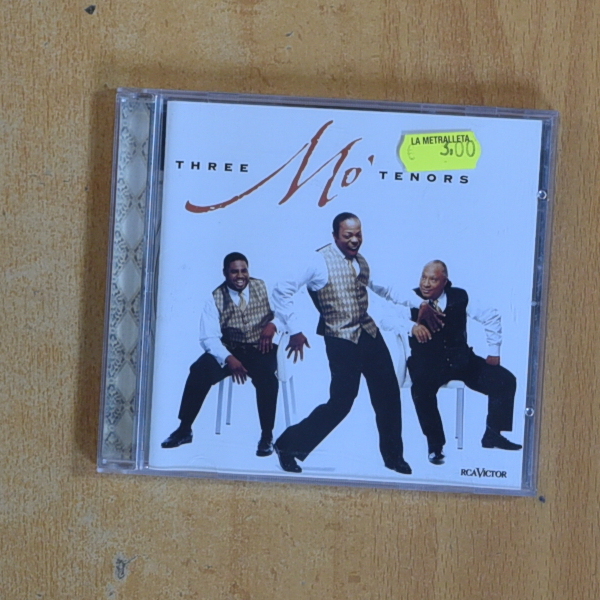 LA METRALLETA
€ 3,00
THREE Mo' TENORS
RCA VICTOR